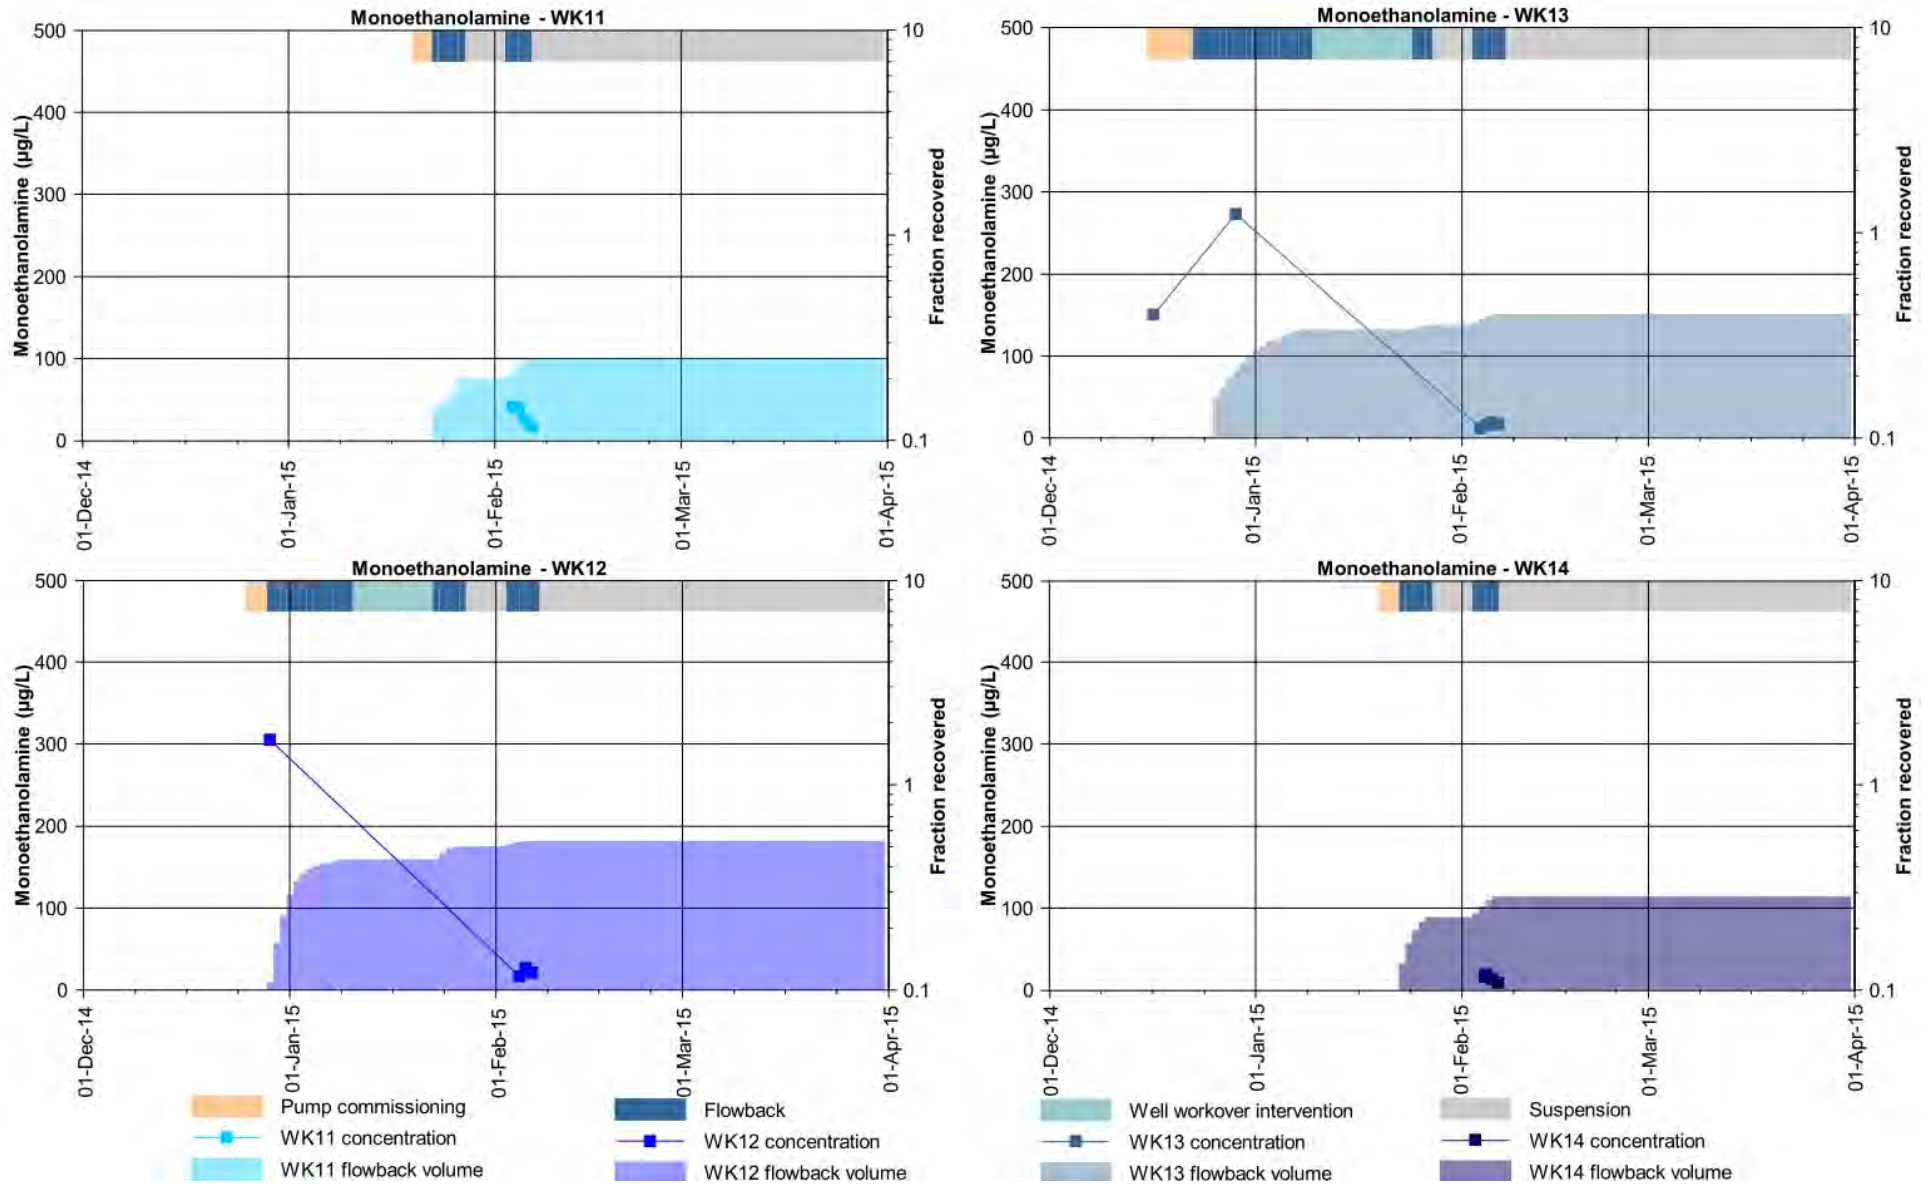 Monoethanolamine - WK11
500
400
300
200
100
0
Monoethanolamine (µg/L)
10
1
0.1
Fraction recovered
01-Dec-14
01-Jan-15
01-Feb-15
01-Mar-15
01-Apr-15
Monoethanolamine - WK13
500
400
300
200
100
0
Monoethanolamine (µg/L)
10
1
0.1
Fraction recovered
01-Dec-14
01-Jan-15
01-Feb-15
01-Mar-15
01-Apr-15
Monoethanolamine - WK12
500
400
300
200
100
0
Monoethanolamine (µg/L)
10
1
0.1
Fraction recovered
01-Dec-14
01-Jan-15
01-Feb-15
01-Mar-15
01-Apr-15
Monoethanolamine - WK14
500
400
300
200
100
0
Monoethanolamine (µg/L)
10
1
0.1
Fraction recovered
01-Dec-14
01-Jan-15
01-Feb-15
01-Mar-15
01-Apr-15
Pump commissioning
Flowback
Well workover intervention
Suspension
WK11 concentration
WK12 concentration
WK13 concentration
WK14 concentration
WK11 flowback volume
WK12 flowback volume
WK13 flowback volume
WK14 flowback volume